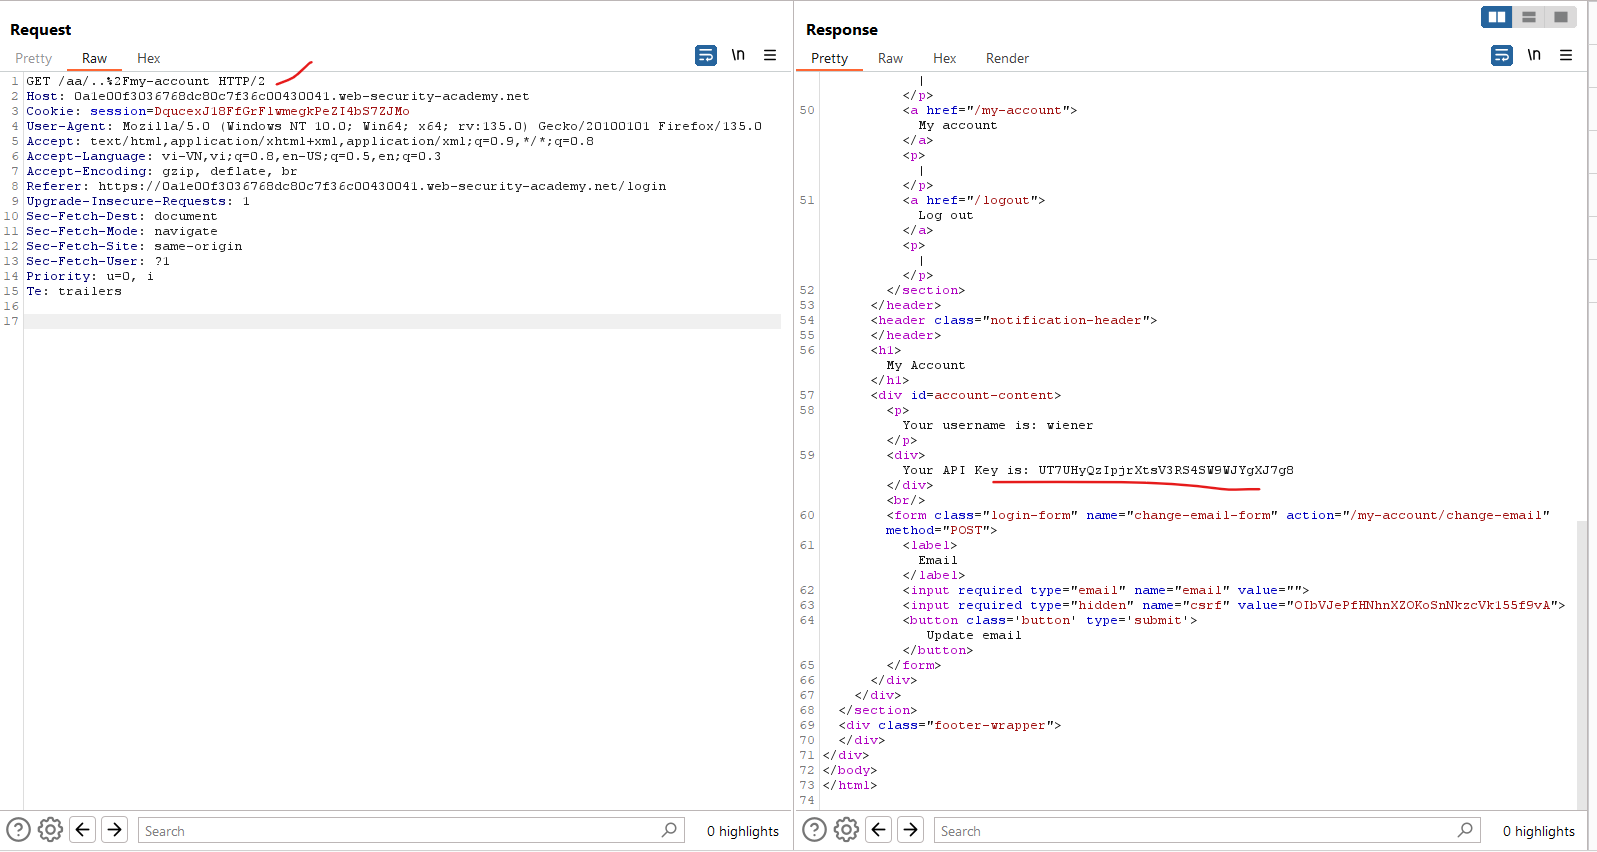 Request
Pretty Raw Hex
\n
1 GET /aa/..%2Fmy-account HTTP/2
2 Host: 0a1e00f3036768dc80c7f36c00430041.web-security-academy.net
3 Cookie: session=DqucexJ18FfGrFlwmegkPeZI4bS7ZJMo
4 User-Agent: Mozilla/5.0 (Windows NT 10.0; Win64; x64; rv:135.0) Gecko/20100101 Firefox/135.0
5 Accept: text/html,application/xhtml+xml,application/xml;q=0.9,*/*;q=0.8
6 Accept-Language: vi-VN,vi;q=0.8,en-US;q=0.5,en;q=0.3
7 Accept-Encoding: gzip, deflate, br
8 Referer: https://0a1e00f3036768dc80c7f36c00430041.web-security-academy.net/login
9 Upgrade-Insecure-Requests: 1
10 Sec-Fetch-Dest: document
11 Sec-Fetch-Mode: navigate
12 Sec-Fetch-Site: same-origin
13 Sec-Fetch-User: ?1
14 Priority: u=0, i
15 Te: trailers
16
17
Search
0 highlights
Response
Pretty Raw Hex Render
\n
|
</p>
50 <a href="/my-account">
My account
</a>
<p>
|
</p>
51 <a href="/logout">
Log out
</a>
<p>
|
</p>
52 </section>
53 </header>
54 <header class="notification-header">
55 </header>
56 <h1>
My Account
</h1>
57 <div id=account-content>
58 <p>
Your username is: wiener
</p>
59 <div>
Your API Key is: UT7UHyQzIpjrXtsV3RS4SW9WJYgXJ7g8
</div>
<br/>
60 <form class="login-form" name="change-email-form" action="/my-account/change-email"
method="POST">
61 <label>
Email
</label>
62 <input required type="email" name="email" value="">
63 <input required type="hidden" name="csrf" value="OIbVJePfHNhnXZOKoSnNkzcVk155f9vA">
64 <button class='button' type='submit'>
Update email
</button>
65 </form>
66 </div>
67 </div>
68 </section>
69 <div class="footer-wrapper">
70 </div>
71 </div>
72 </body>
73 </html>
74
Search
0 highlights